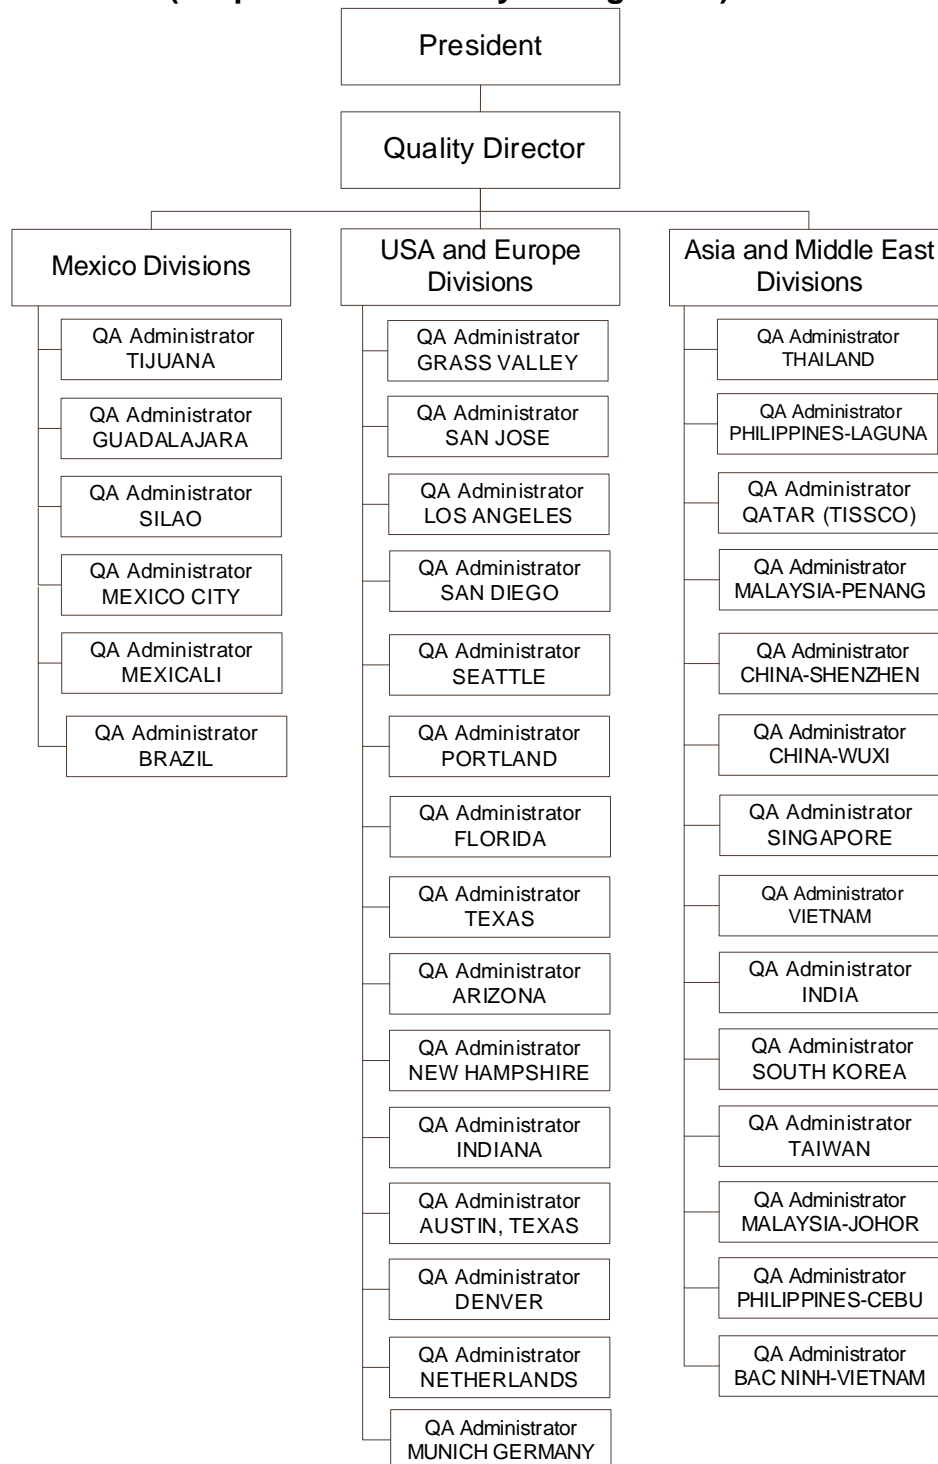 President
Quality Director
Mexico Divisions
QA Administrator
TIJUANA
QA Administrator
GUADALAJARA
QA Administrator
SILAO
QA Administrator
MEXICO CITY
QA Administrator
MEXICALI
QA Administrator
BRAZIL
USA and Europe
Divisions
QA Administrator
GRASS VALLEY
QA Administrator
SAN JOSE
QA Administrator
LOS ANGELES
QA Administrator
SAN DIEGO
QA Administrator
SEATTLE
QA Administrator
PORTLAND
QA Administrator
FLORIDA
QA Administrator
TEXAS
QA Administrator
ARIZONA
QA Administrator
NEW HAMPSHIRE
QA Administrator
INDIANA
QA Administrator
AUSTIN, TEXAS
QA Administrator
DENVER
QA Administrator
NETHERLANDS
QA Administrator
MUNICH GERMANY
Asia and Middle East
Divisions
QA Administrator
THAILAND
QA Administrator
PHILIPPINES-LAGUNA
QA Administrator
QATAR (TISSCO)
QA Administrator
MALAYSIA-PENANG
QA Administrator
CHINA-SHENZHEN
QA Administrator
CHINA-WUXI
QA Administrator
SINGAPORE
QA Administrator
VIETNAM
QA Administrator
INDIA
QA Administrator
SOUTH KOREA
QA Administrator
TAIWAN
QA Administrator
MALAYSIA-JOHOR
QA Administrator
PHILIPPINES-CEBU
QA Administrator
BAC NINH-VIETNAM